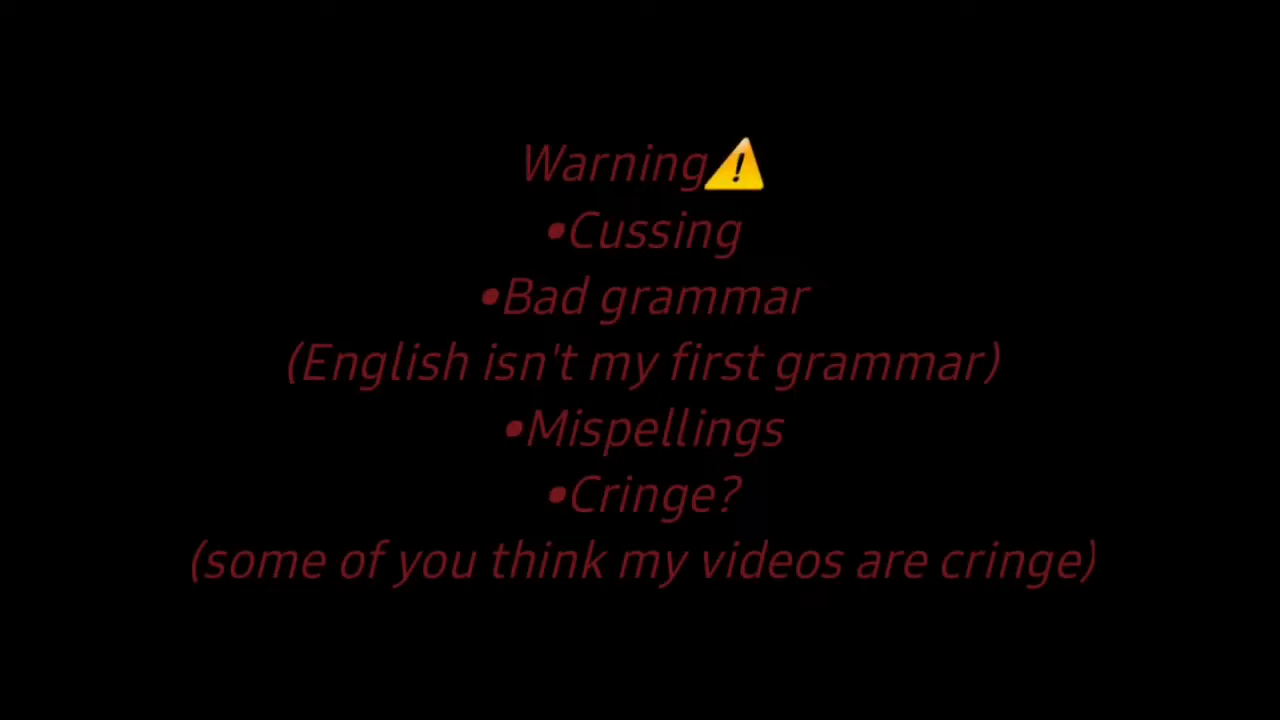 Warning⚠️
•Cussing
•Bad grammar
(English isn't my first grammar)
•Mispellings
•Cringe?
(some of you think my videos are cringe)